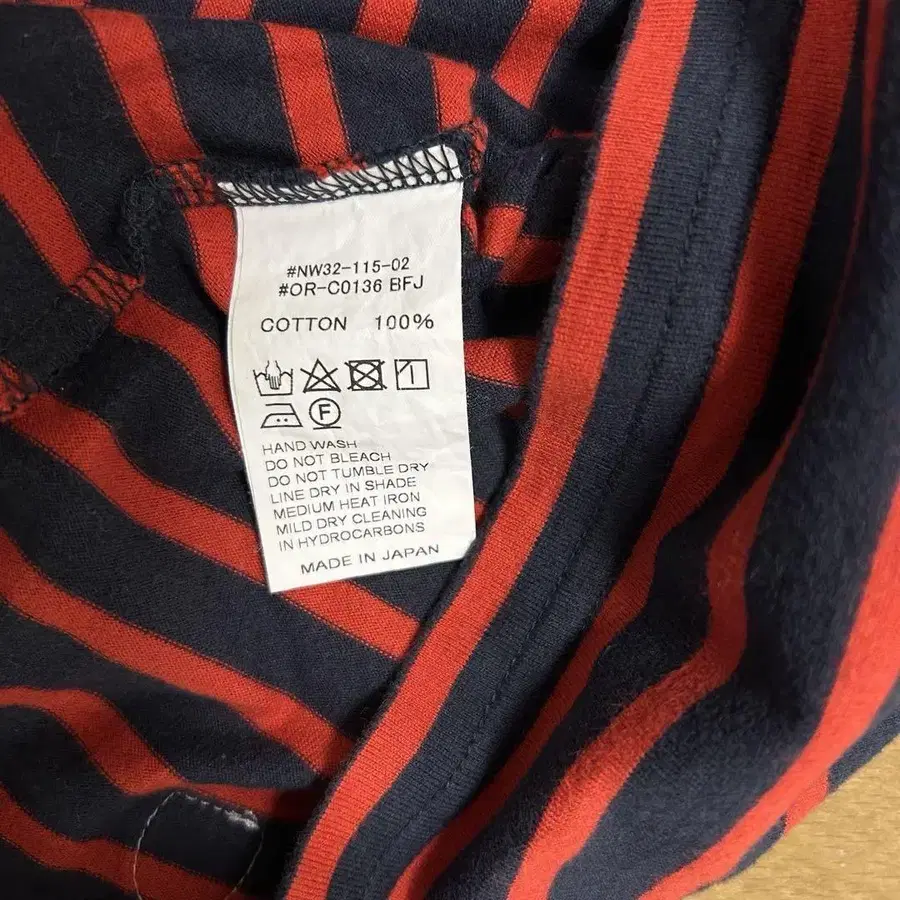 #NW32-115-02
#OR-C0136 BFJ
COTTON 100%
F
HAND WASH
DO NOT BLEACH
DO NOT TUMBLE DRY
LINE DRY IN SHADE
MEDIUM HEAT IRON
MILD DRY CLEANING
IN HYDROCARBONS
MADE IN JAPAN